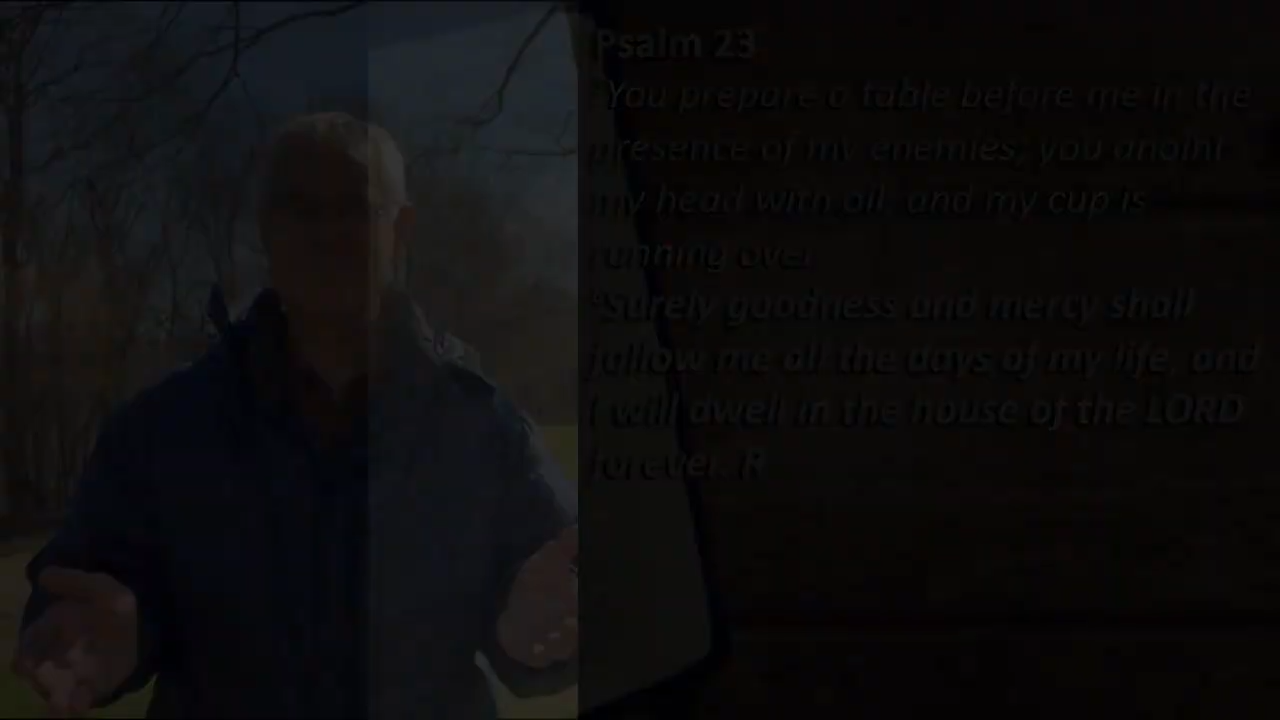 Psalm 23
"You prepare a table before me in the
presence of my enemies; you anoint
my head with oil, and my cup is
running over
"Surely goodness and mercy shall
follow me all the days of my life, and
I will dwell in the house of the LORD
forever. R